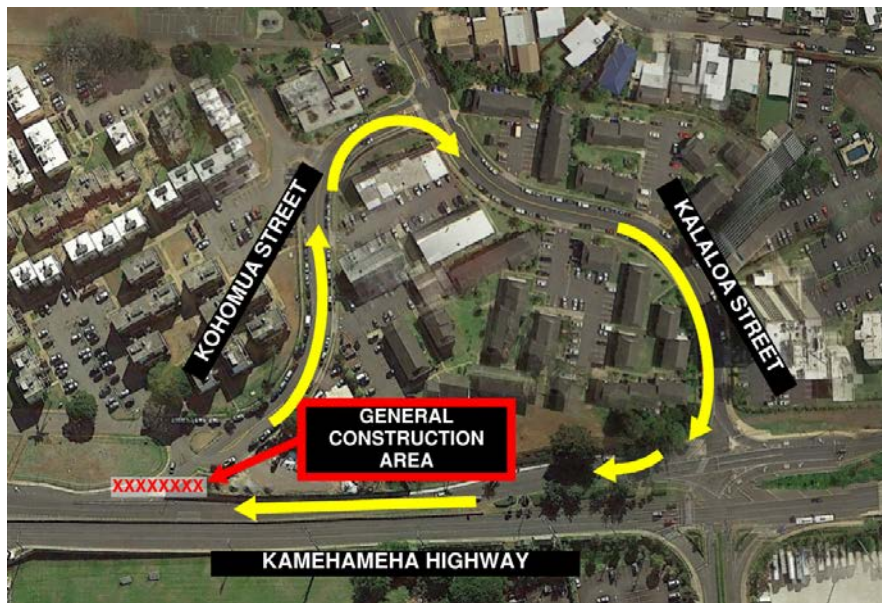 KOHOMUA STREET
KALALOA STREET
GENERAL
CONSTRUCTION
AREA
XXXXXXXX
KAMEHAMEHA HIGHWAY